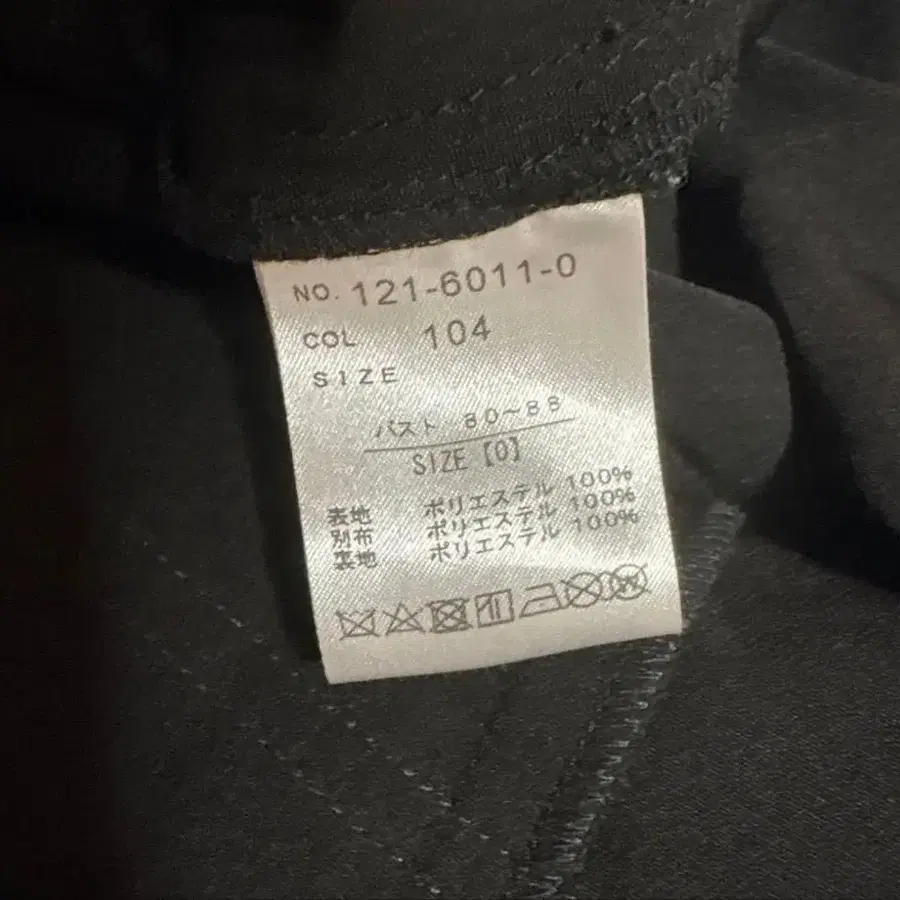 NO. 121-6011-0
COL 104
SIZE
バスト 80~88
SIZE【0】
表地 ポリエステル 100%
別布 ポリエステル 100%
裏地 ポリエステル 100%